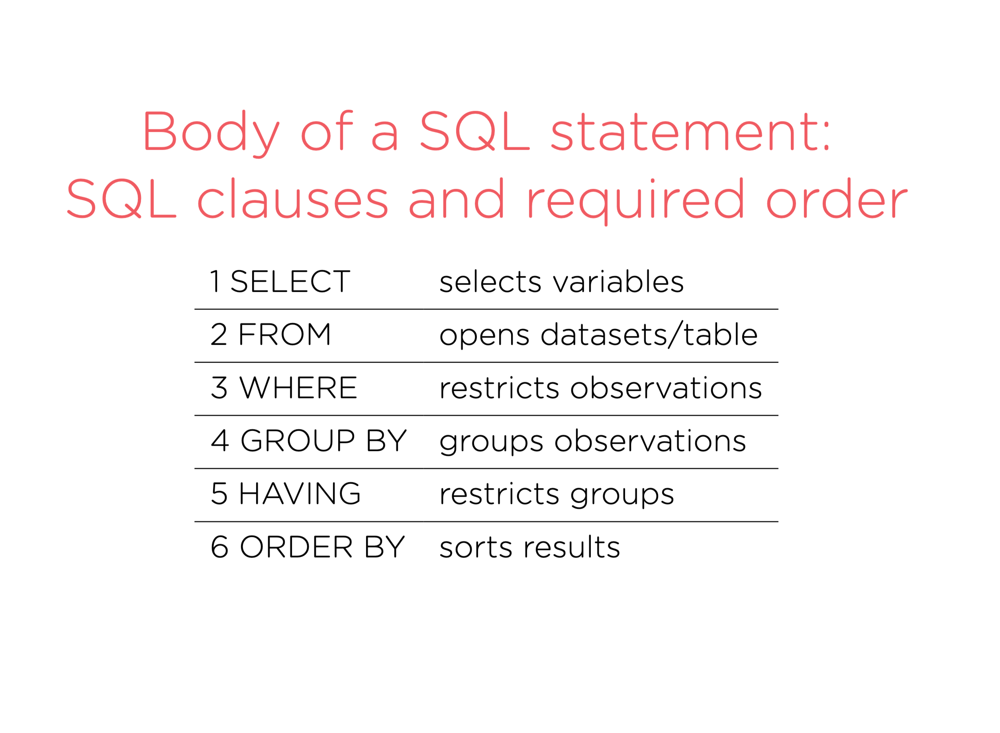 Body of a SQL statement:
SQL clauses and required order
1 SELECT selects variables
2 FROM open datasets/table
3 WHERE restricts observations
4 GROUP BY groups observations
5 HAVING restricts groups
6 ORDER BY sorts results